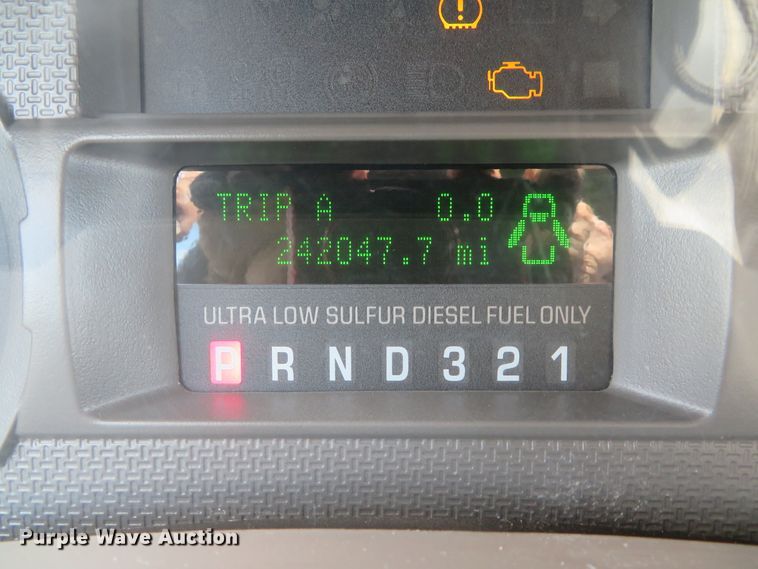 TRIP A 0.0
242047.7 mi
ULTRA LOW SULFUR DIESEL FUEL ONLY
P R N D 3 2 1
Purple Wave Auction